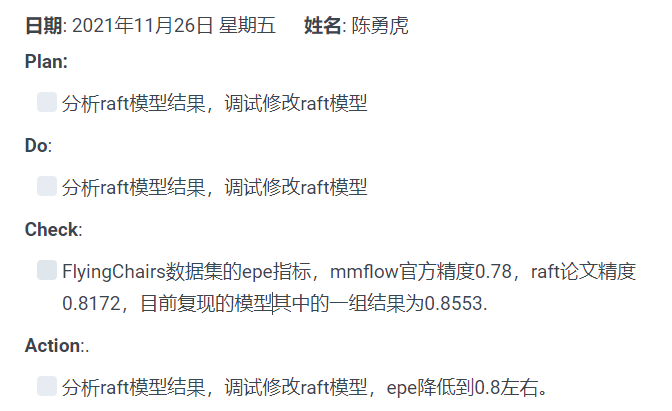 日期: 2021年11月26日 星期五 姓名: 陈勇虎
Plan:
分析raft模型结果，调试修改raft模型
Do:
分析raft模型结果，调试修改raft模型
Check:
FlyingChairs数据集的epe指标，mmflow官方精度0.78，raft论文精度
0.8172，目前复现的模型其中的一组结果为0.8553.
Action:.
分析raft模型结果，调试修改raft模型，epe降低到0.8左右。